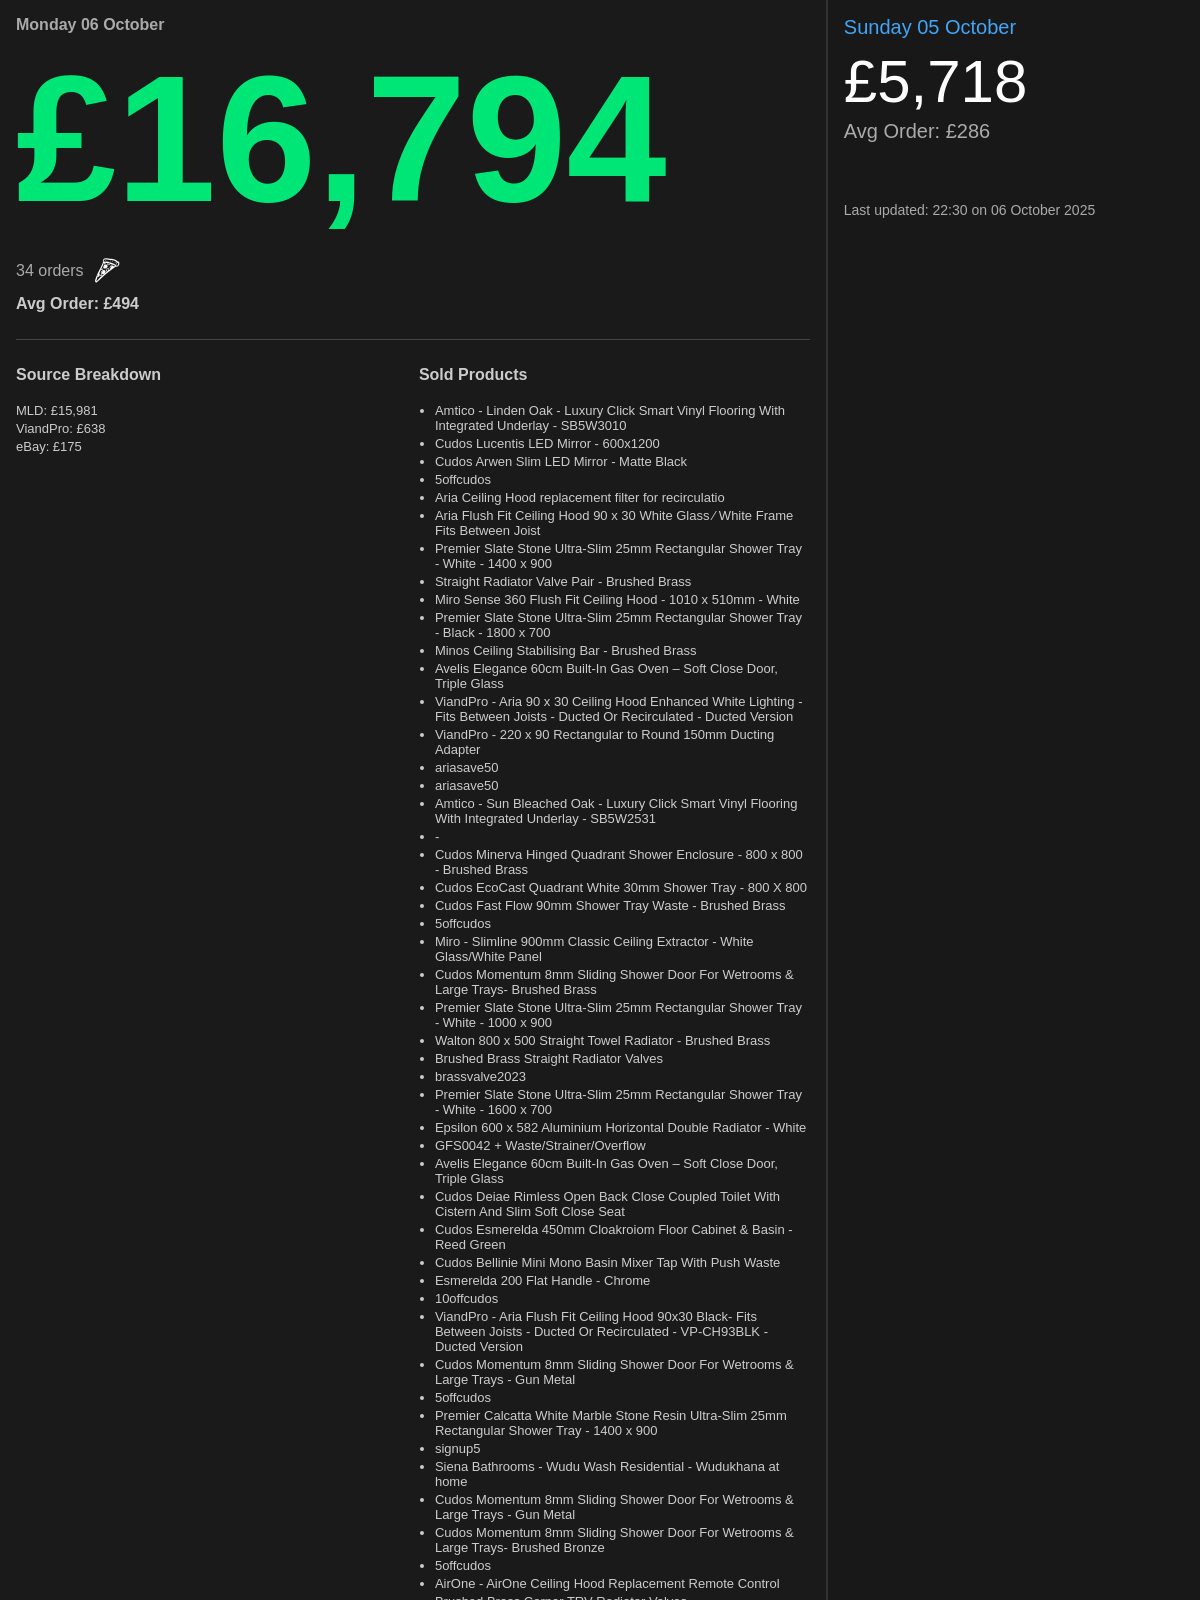 Monday 06 October
£16,794
34 orders
Avg Order: £494
Source Breakdown
MLD: £15,981
ViandPro: £638
eBay: £175
Sold Products
• Amtico - Linden Oak - Luxury Click Smart Vinyl Flooring With
Integrated Underlay - SB5W3010
• Cudos Lucentis LED Mirror - 600x1200
• Cudos Arwen Slim LED Mirror - Matte Black
• 5offcudos
• Aria Ceiling Hood replacement filter for recirculatio
• Aria Flush Fit Ceiling Hood 90 x 30 White Glass ⁄ White Frame
Fits Between Joist
• Premier Slate Stone Ultra-Slim 25mm Rectangular Shower Tray
- White - 1400 x 900
• Straight Radiator Valve Pair - Brushed Brass
• Miro Sense 360 Flush Fit Ceiling Hood - 1010 x 510mm - White
• Premier Slate Stone Ultra-Slim 25mm Rectangular Shower Tray
- Black - 1800 x 700
• Minos Ceiling Stabilising Bar - Brushed Brass
• Avelis Elegance 60cm Built-In Gas Oven – Soft Close Door,
Triple Glass
• ViandPro - Aria 90 x 30 Ceiling Hood Enhanced White Lighting -
Fits Between Joists - Ducted Or Recirculated - Ducted Version
• ViandPro - 220 x 90 Rectangular to Round 150mm Ducting
Adapter
• ariasave50
• ariasave50
• Amtico - Sun Bleached Oak - Luxury Click Smart Vinyl Flooring
With Integrated Underlay - SB5W2531
• -
• Cudos Minerva Hinged Quadrant Shower Enclosure - 800 x 800
- Brushed Brass
• Cudos EcoCast Quadrant White 30mm Shower Tray - 800 X 800
• Cudos Fast Flow 90mm Shower Tray Waste - Brushed Brass
• 5offcudos
• Miro - Slimline 900mm Classic Ceiling Extractor - White
Glass/White Panel
• Cudos Momentum 8mm Sliding Shower Door For Wetrooms &
Large Trays- Brushed Brass
• Premier Slate Stone Ultra-Slim 25mm Rectangular Shower Tray
- White - 1000 x 900
• Walton 800 x 500 Straight Towel Radiator - Brushed Brass
• Brushed Brass Straight Radiator Valves
• brassvalve2023
• Premier Slate Stone Ultra-Slim 25mm Rectangular Shower Tray
- White - 1600 x 700
• Epsilon 600 x 582 Aluminium Horizontal Double Radiator - White
• GFS0042 + Waste/Strainer/Overflow
• Avelis Elegance 60cm Built-In Gas Oven – Soft Close Door,
Triple Glass
• Cudos Deiae Rimless Open Back Close Coupled Toilet With
Cistern And Slim Soft Close Seat
• Cudos Esmerelda 450mm Cloakroiom Floor Cabinet & Basin -
Reed Green
• Cudos Bellinie Mini Mono Basin Mixer Tap With Push Waste
• Esmerelda 200 Flat Handle - Chrome
• 10offcudos
• ViandPro - Aria Flush Fit Ceiling Hood 90x30 Black- Fits
Between Joists - Ducted Or Recirculated - VP-CH93BLK -
Ducted Version
• Cudos Momentum 8mm Sliding Shower Door For Wetrooms &
Large Trays - Gun Metal
• 5offcudos
• Premier Calcatta White Marble Stone Resin Ultra-Slim 25mm
Rectangular Shower Tray - 1400 x 900
• signup5
• Siena Bathrooms - Wudu Wash Residential - Wudukhana at
home
• Cudos Momentum 8mm Sliding Shower Door For Wetrooms &
Large Trays - Gun Metal
• Cudos Momentum 8mm Sliding Shower Door For Wetrooms &
Large Trays- Brushed Bronze
• 5offcudos
• AirOne - AirOne Ceiling Hood Replacement Remote Control
• Brushed Brass Corner TRV Radiator Valves
Sunday 05 October
£5,718
Avg Order: £286
Last updated: 22:30 on 06 October 2025